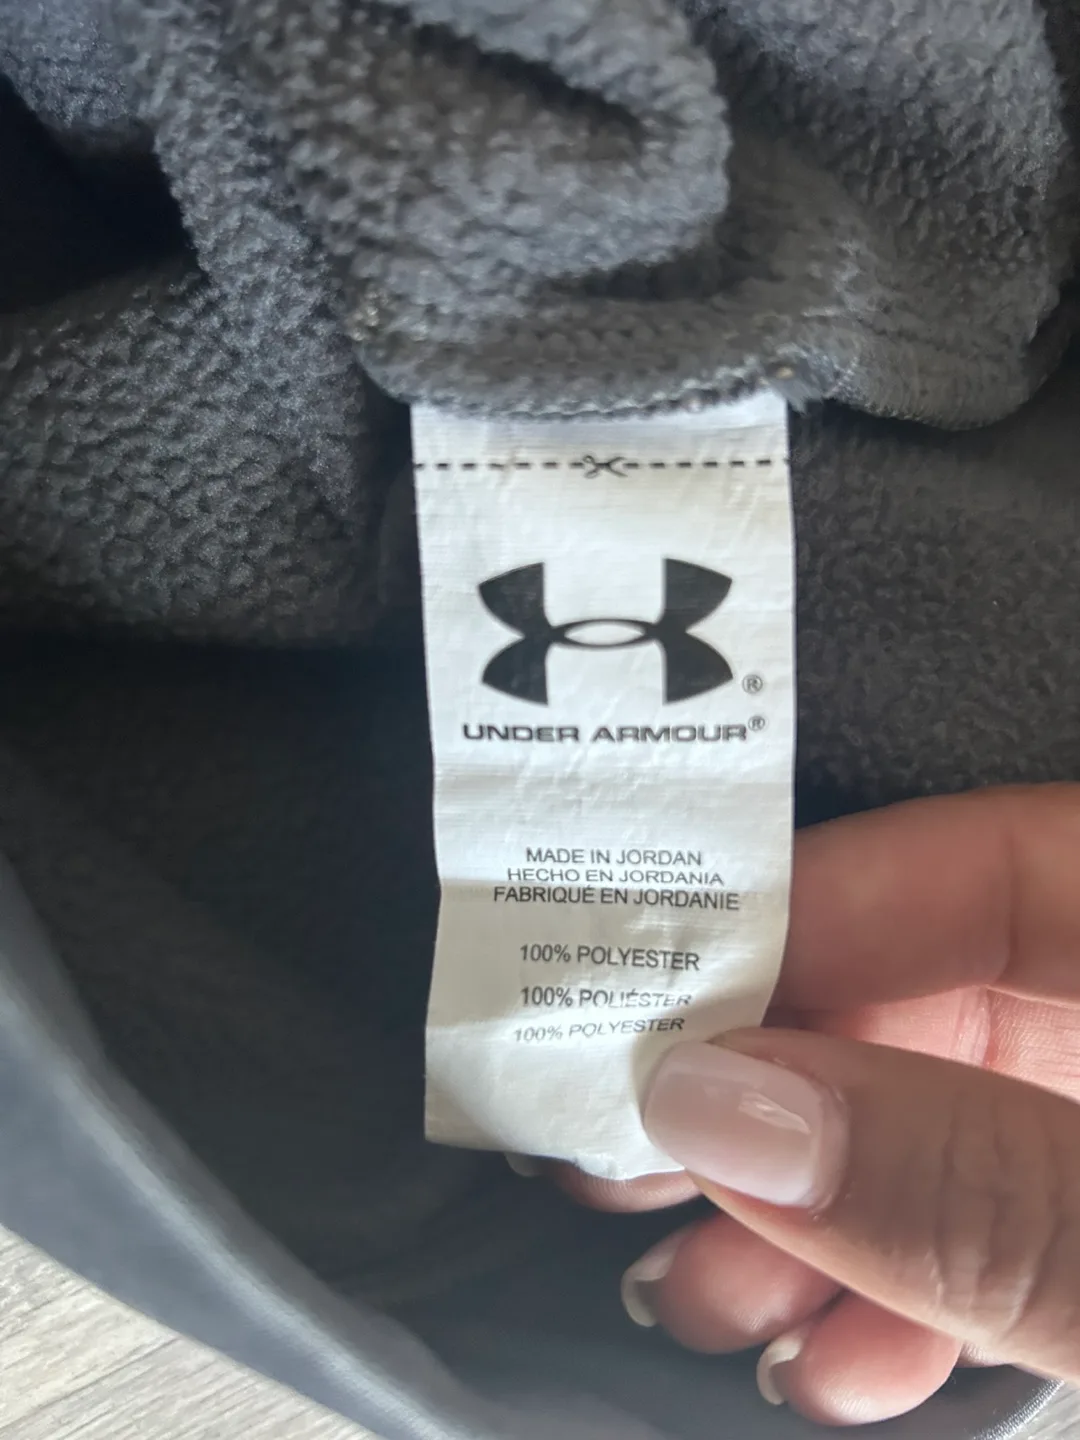 UNDER ARMOUR®
MADE IN JORDAN
HECHO EN JORDANIA
FABRIQUÉ EN JORDANIE
100% POLYESTER
100% POLIÉSTER
100% POLYESTER